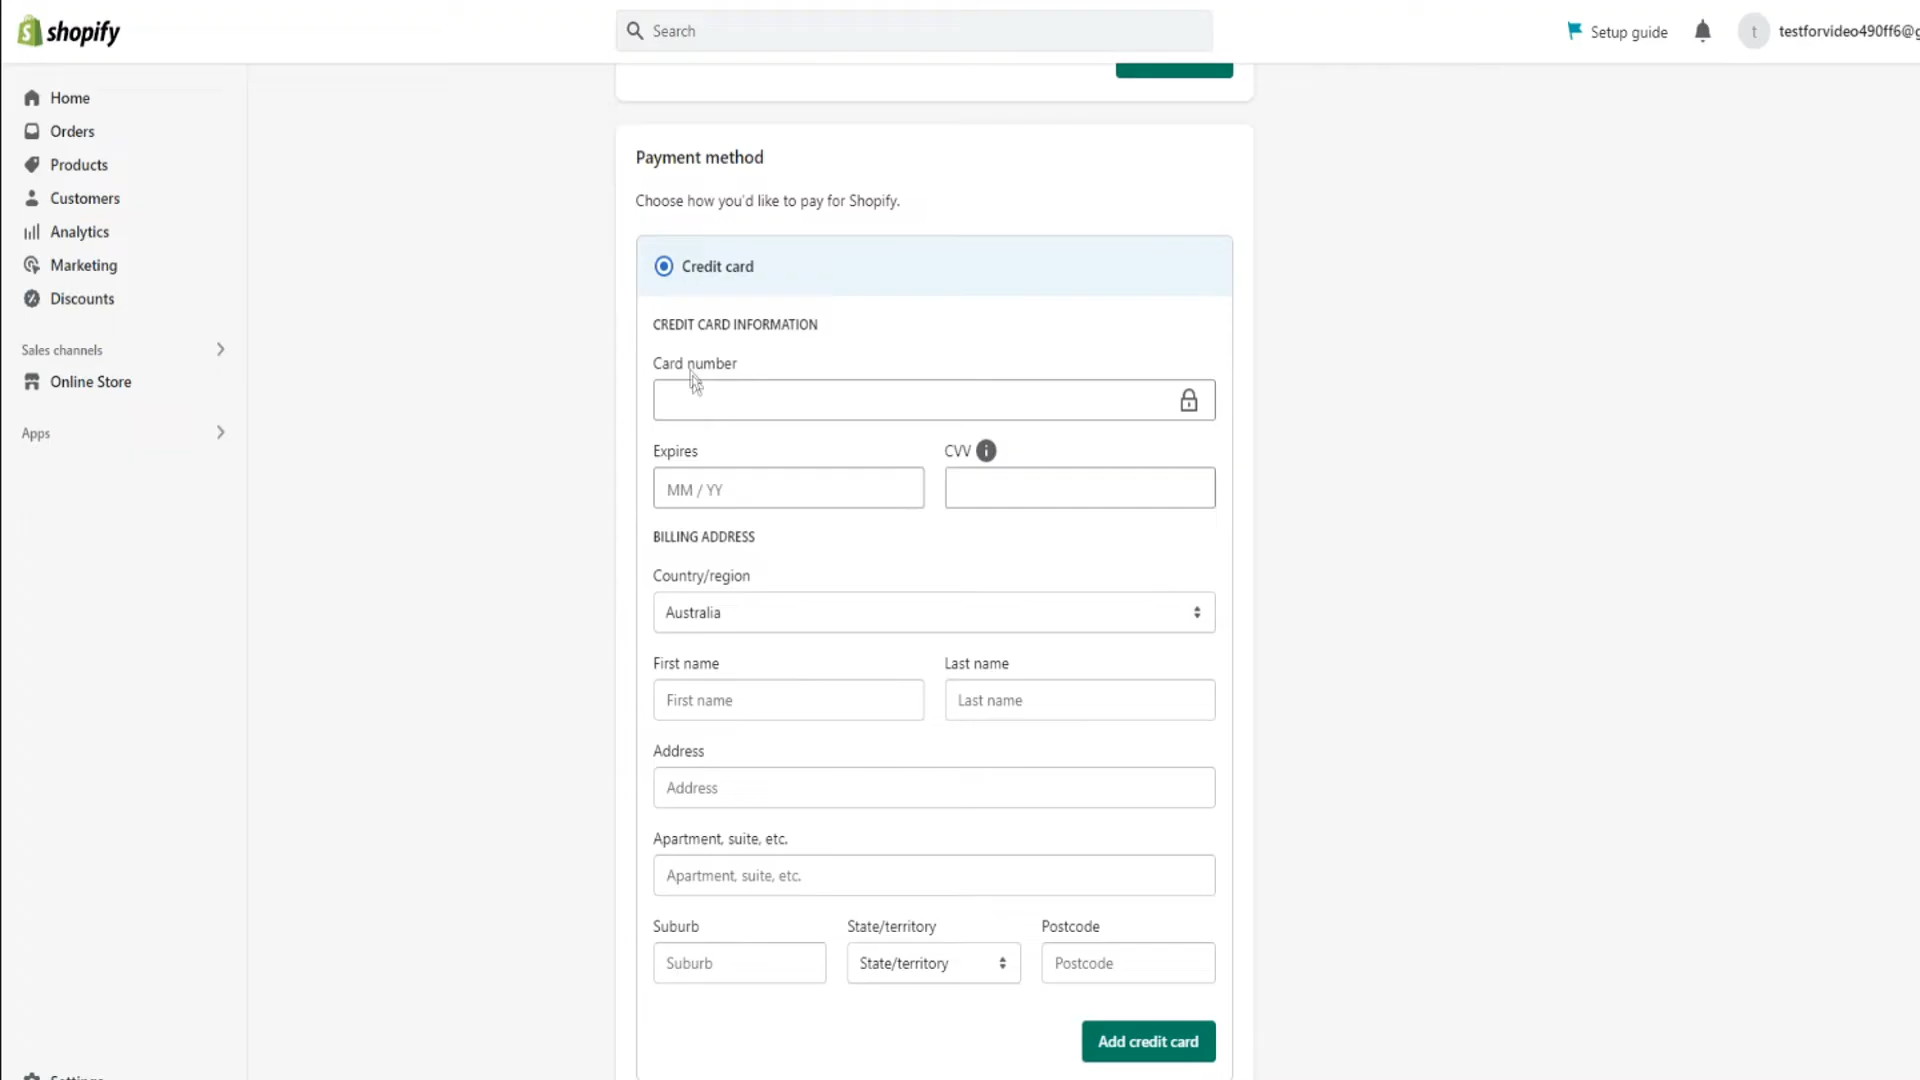 shopify
Search
Setup guide
t
testforvideo490ff6@g
Home
Orders
Products
Customers
Analytics
Marketing
Discounts
Sales channels
Online Store
Apps
Payment method
Choose how you'd like to pay for Shopify.
Credit card
CREDIT CARD INFORMATION
Card number
Expires
CVV
MM / YY
BILLING ADDRESS
Country/region
Australia
First name
Last name
First name
Last name
Address
Address
Apartment, suite, etc.
Apartment, suite, etc.
Suburb
State/territory
Postcode
Suburb
State/territory
Postcode
Add credit card